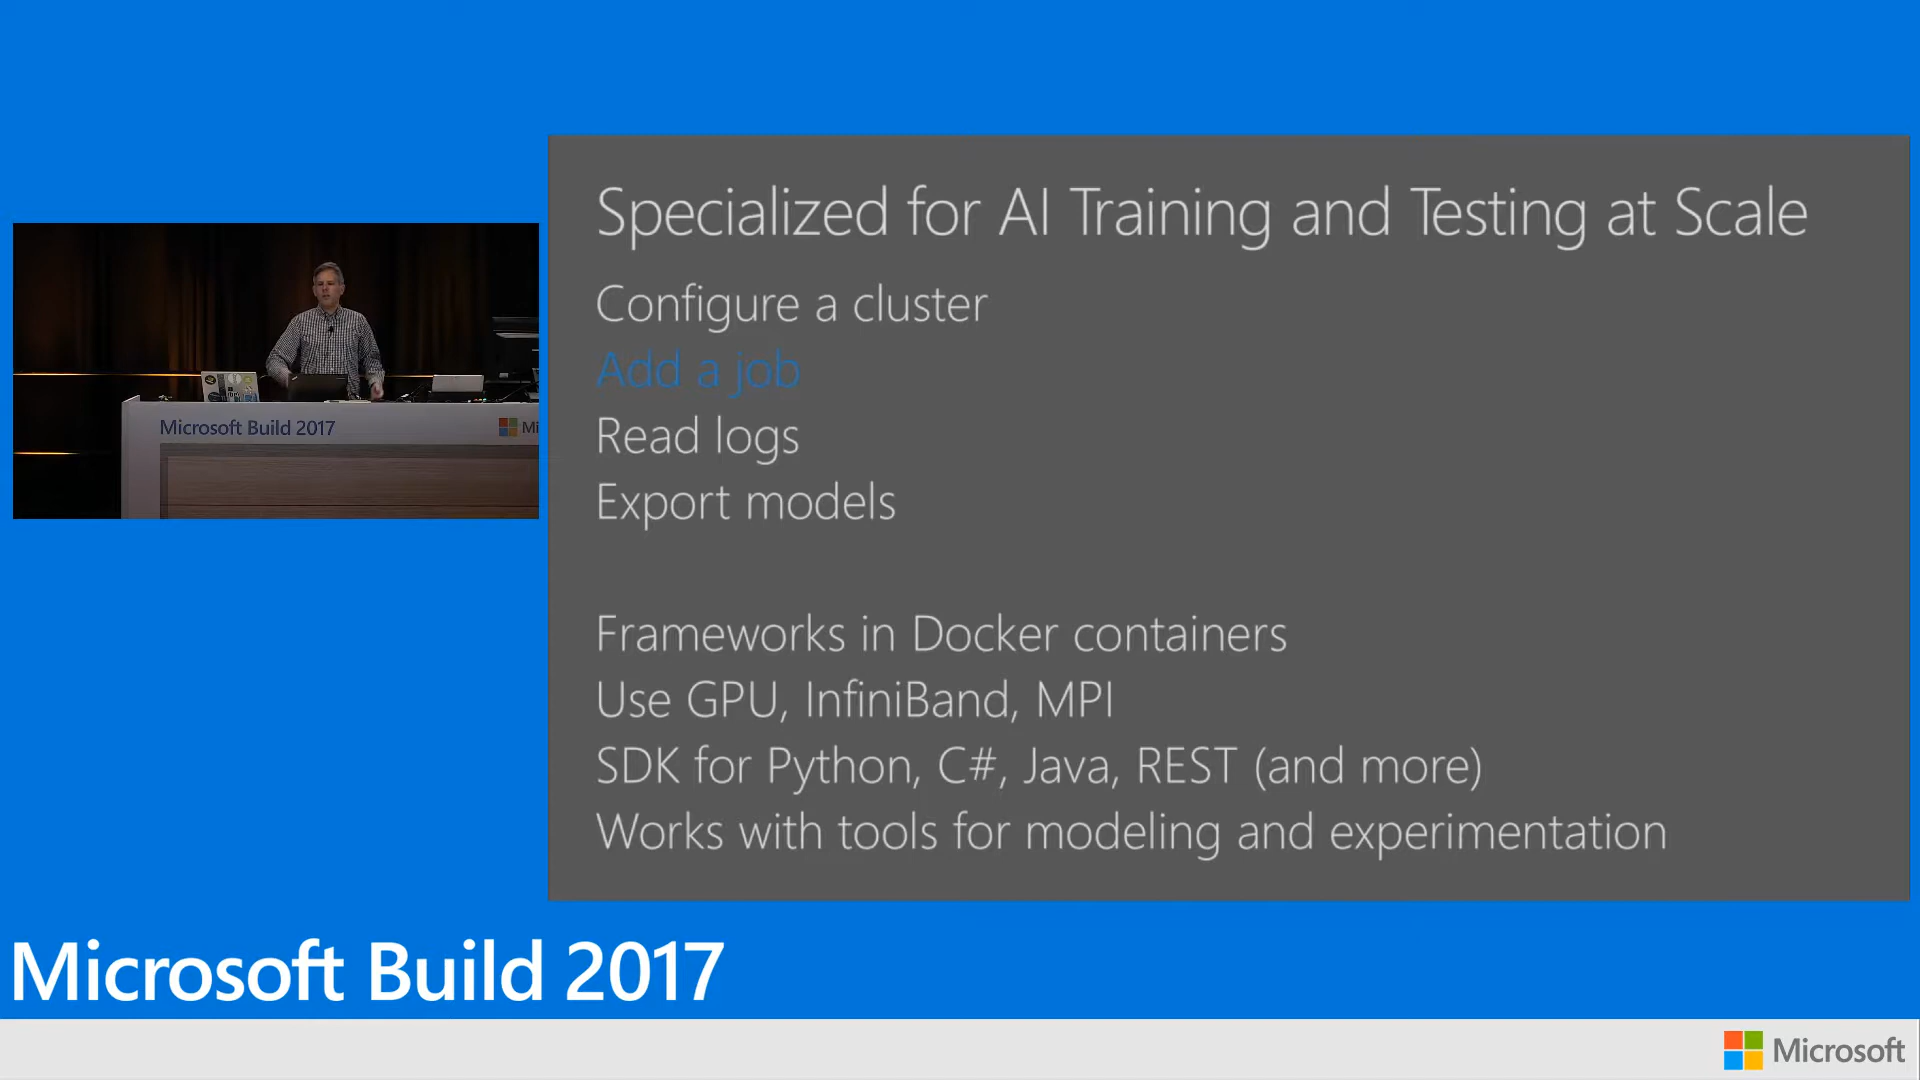 Specialized for AI Training and Testing at Scale
Configure a cluster
Add a job
Read logs
Export models
Frameworks in Docker containers
Use GPU, InfiniBand, MPI
SDK for Python, C#, Java, REST (and more)
Works with tools for modeling and experimentation
Microsoft Build 2017
Mi
Microsoft Build 2017
Microsoft